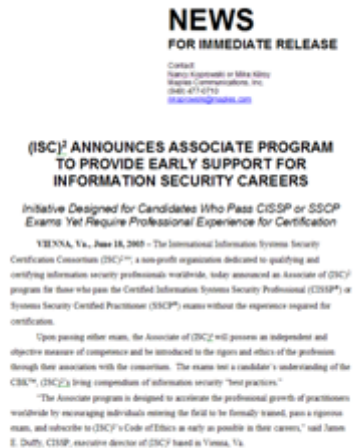 NEWS
FOR IMMEDIATE RELEASE
Contact:
Nancy or Mike Kilroy
Maples Communications, Inc.
(ISC)² ANNOUNCES ASSOCIATE PROGRAM
TO PROVIDE EARLY SUPPORT FOR
INFORMATION SECURITY CAREERS
Initiative Designed for Candidates Who Pass CISSP or SSCP
Exams Yet Require Professional Experience for Certification
VIENNA, Va., June 18, – The International Information Systems Security
Certification Consortium (ISC)²℠, a non-profit organization dedicated to qualifying and
certifying information security professionals worldwide, today announced an Associate of (ISC)²
program for those who pass the Certified Information Systems Security Professional (CISSP®) or
Systems Security Certified Practitioner (SSCP®) exams without the experience required for
certification.
Upon passing either exam, the Associate of (ISC)² will possess an independent and
objective measure of competence and be introduced to the rigors and ethics of the profession
through their association with the consortium. The exams test a candidate's understanding of the
CBK™, (ISC)²'s living compendium of information security "best practices."
"The Associate program is designed to accelerate the professional growth of practitioners
worldwide by encouraging individuals entering the field to be formally trained, pass a rigorous
exam, and subscribe to (ISC)²'s Code of Ethics as early as possible in their careers," said James
E. Duffy, CISSP, executive director of (ISC)² based in Vienna, Va.